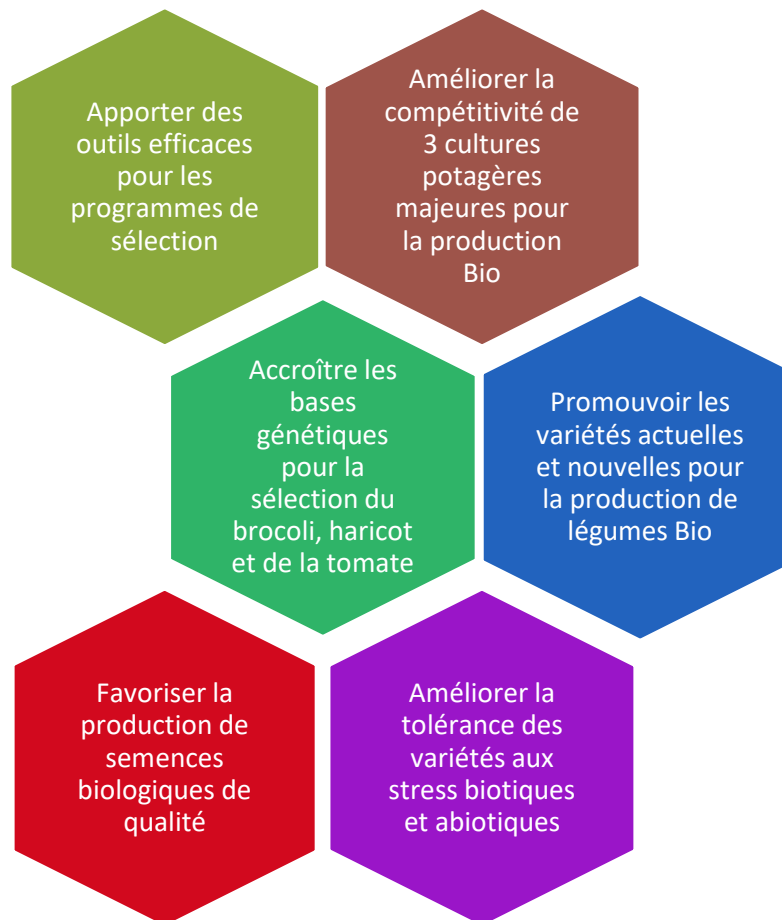 Apporter des
outils efficaces
pour les
programmes de
sélection
Améliorer la
compétitivité de
3 cultures
potagères
majeures pour
la production
Bio
Accroître les
bases
génétiques
pour la
sélection du
brocoli, haricot
et de la tomate
Promouvoir les
variétés actuelles
et nouvelles pour
la production de
légumes Bio
Favoriser la
production de
semences
biologiques de
qualité
Améliorer la
tolérance des
variétés aux
stress biotiques
et abiotiques